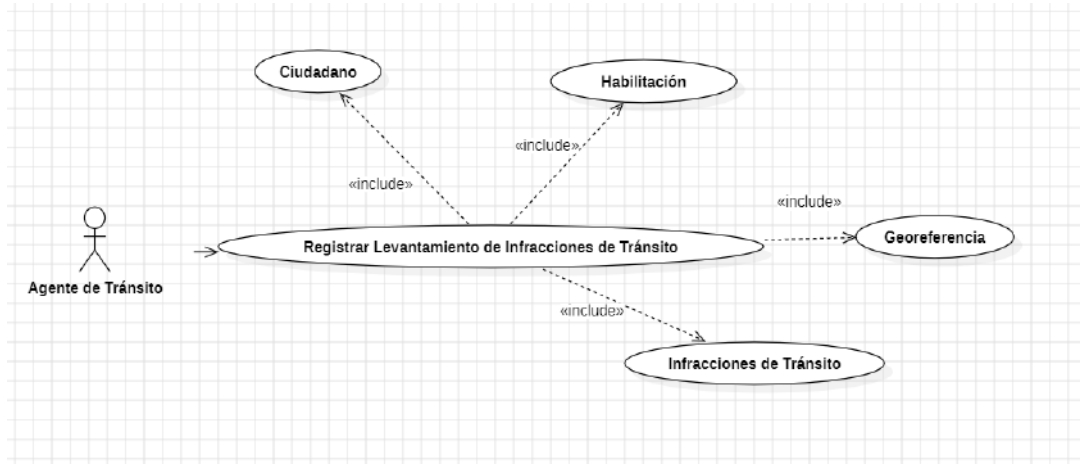 Ciudadano
Habilitación
«include»
«include»
«include»
Registrar Levantamiento de Infracciones de Tránsito
Georeferencia
Agente de Tránsito
«include»
Infracciones de Tránsito